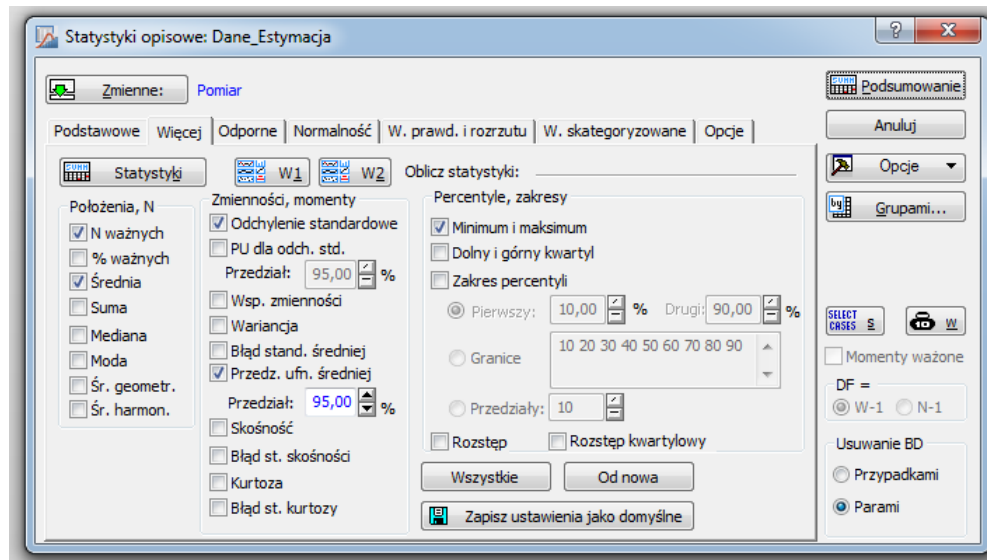 Statystyki opisowe: Dane_Estymacja
Zmienne: Pomiar
Podstawowe Więcej Odporne Normalność W. prawd. i rozrzutu W. skategoryzowane Opcje
Statystyki W1 W2 Oblicz statystyki:
Położenia, N
N ważnych
% ważnych
Średnia
Suma
Mediana
Moda
Śr. geometr.
Śr. harmon.
Zmienności, momenty
Odchylenie standardowe
PU dla odch. std.
Przedział: 95,00 %
Wsp. zmienności
Wariancja
Błąd stand. średniej
Przedz. ufn. średniej
Przedział: 95,00 %
Skośność
Błąd st. skośności
Kurtoza
Błąd st. kurtozy
Percentyle, zakresy
Minimum i maksimum
Dolny i górny kwartyl
Zakres percentyli
Pierwszy: 10,00 % Drugi: 90,00 %
Granice 10 20 30 40 50 60 70 80 90
Przedziały: 10
Rozstęp Rozstęp kwartylowy
Wszystkie Od nowa
Zapisz ustawienia jako domyślne
Podsumowanie
Anuluj
Opcje
Grupami...
SELECT CASES S W
Momenty ważone
DF =
W-1 N-1
Usuwanie BD
Przypadkami
Parami